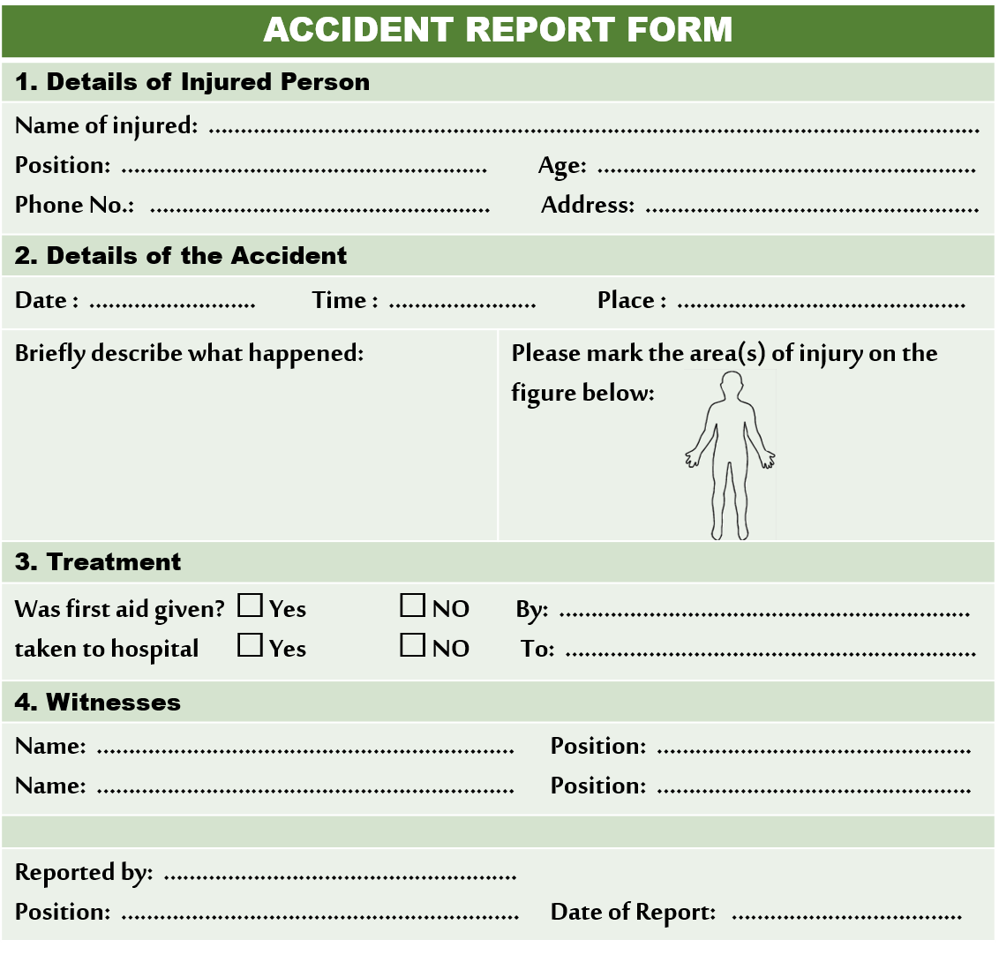 ACCIDENT REPORT FORM
1. Details of Injured Person
Name of injured: ........................................................................................................................
Position: ......................................................... Age: ...........................................................
Phone No.: ..................................................... Address: ....................................................
2. Details of the Accident
Date : .......................... Time : ....................... Place : .............................................
Briefly describe what happened:
Please mark the area(s) of injury on the
figure below:
3. Treatment
Was first aid given? ☐ Yes ☐ NO By: ................................................................
taken to hospital ☐ Yes ☐ NO To: ................................................................
4. Witnesses
Name: ................................................................. Position: .................................................
Name: ................................................................. Position: .................................................
Reported by: .......................................................
Position: .............................................................. Date of Report: ....................................